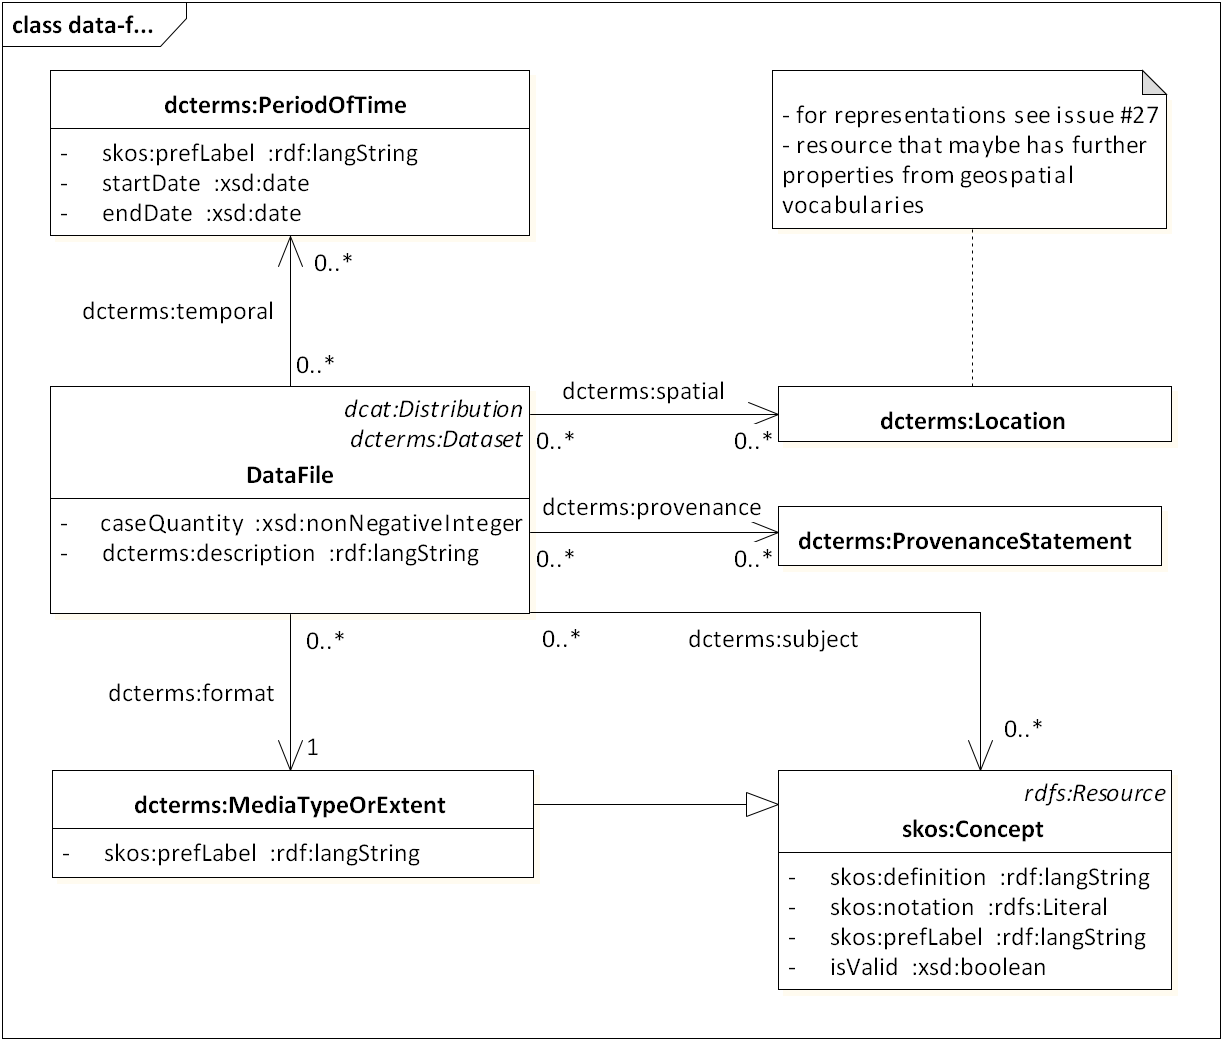 class data-f...
dcterms:PeriodOfTime
- skos:prefLabel :rdf:langString
- startDate :xsd:date
- endDate :xsd:date
- for representations see issue #27
- resource that maybe has further
properties from geospatial
vocabularies
0..*
dcterms:temporal
0..*
dcat:Distribution
dcterms:Dataset
DataFile
- caseQuantity :xsd:nonNegativeInteger
- dcterms:description :rdf:langString
dcterms:spatial
0..* 0..*
dcterms:Location
dcterms:provenance
0..* 0..*
dcterms:ProvenanceStatement
0..*
dcterms:format
1
0..*
dcterms:subject
0..*
dcterms:MediaTypeOrExtent
- skos:prefLabel :rdf:langString
rdfs:Resource
skos:Concept
- skos:definition :rdf:langString
- skos:notation :rdfs:Literal
- skos:prefLabel :rdf:langString
- isValid :xsd:boolean